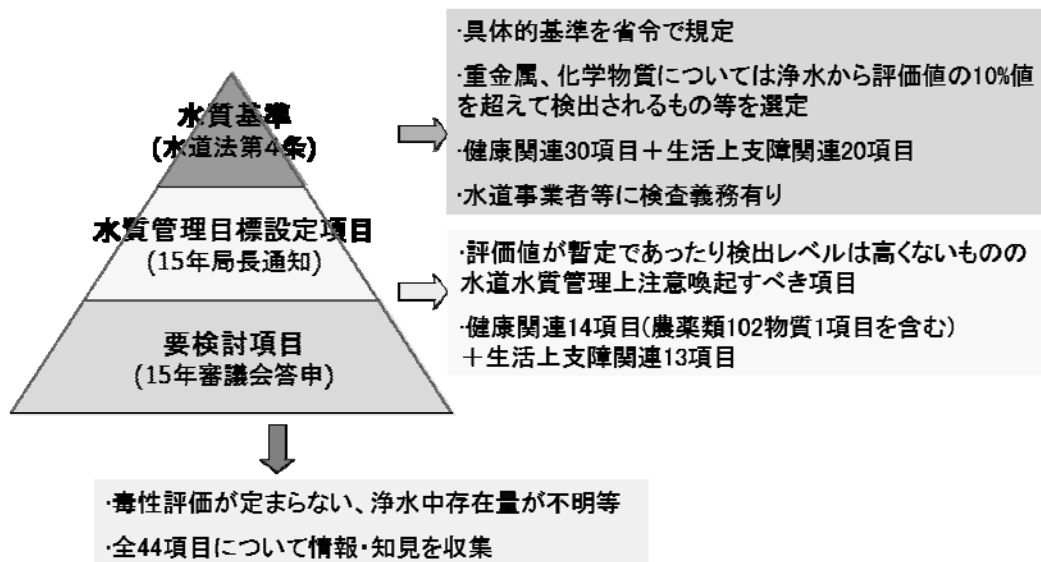 水質基準
(水道法第4条)
水質管理目標設定項目
(15年局長通知)
要検討項目
(15年審議会答申)
·具体的基準を省令で規定
·重金属、化学物質については浄水から評価値の10%値
を超えて検出されるもの等を選定
·健康関連30項目+生活上支障関連20項目
·水道事業者等に検査義務有り
·評価値が暫定であったり検出レベルは高くないものの
水道水質管理上注意喚起すべき項目
·健康関連14項目(農薬類102物質1項目を含む)
+生活上支障関連13項目
·毒性評価が定まらない、浄水中存在量が不明等
·全44項目について情報・知見を収集